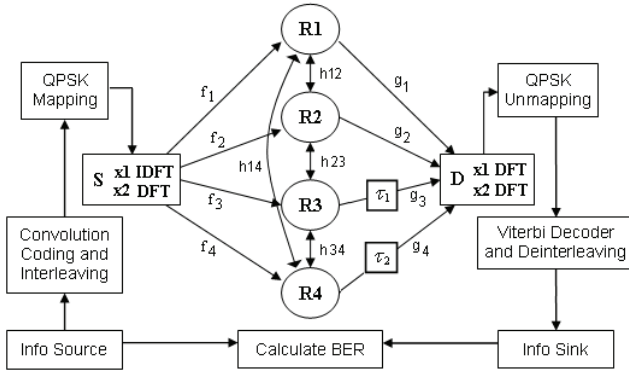 R1
QPSK
Mapping
f1
h12
g1
QPSK
Unmapping
R2
f2
g2
S
x1 IDFT
x2 DFT
h14
h23
D
x1 DFT
x2 DFT
f3
R3
τ1
g3
Convolution
Coding and
Interleaving
f4
h34
τ2
g4
Viterbi Decoder
and Deinterleaving
R4
Info Source
Calculate BER
Info Sink